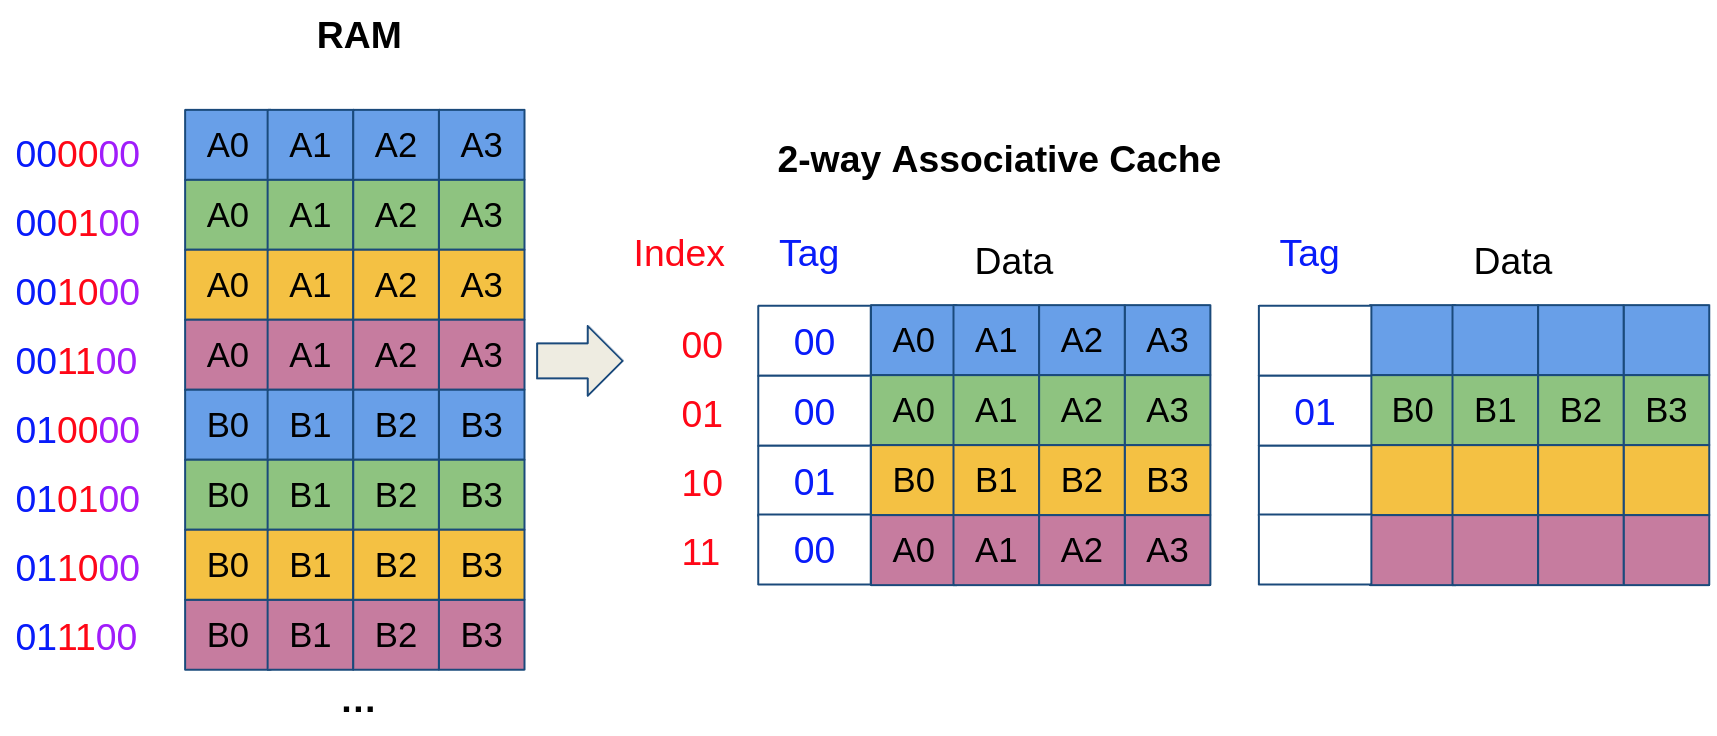 RAM
000000 A0 A1 A2 A3
000100 A0 A1 A2 A3
001000 A0 A1 A2 A3
001100 A0 A1 A2 A3
010000 B0 B1 B2 B3
010100 B0 B1 B2 B3
011000 B0 B1 B2 B3
011100 B0 B1 B2 B3
...
2-way Associative Cache
Index Tag Data Tag Data
00 00 A0 A1 A2 A3
01 00 A0 A1 A2 A3 01 B0 B1 B2 B3
10 01 B0 B1 B2 B3
11 00 A0 A1 A2 A3